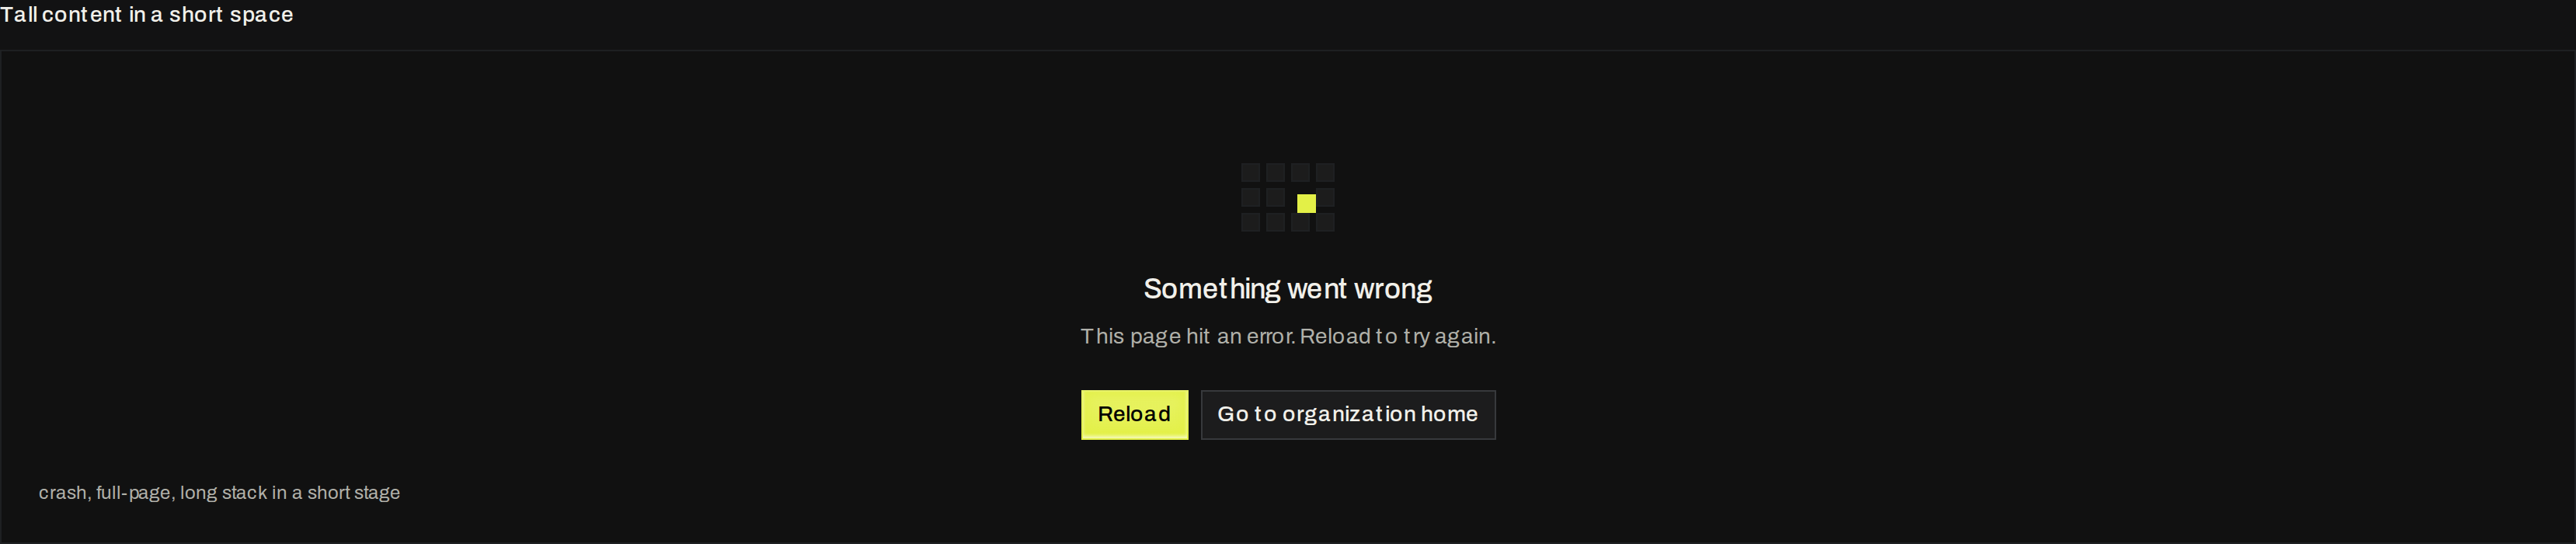 Tall content in a short space
Something went wrong
This page hit an error. Reload to try again.
Reload
Go to organization home
crash, full-page, long stack in a short stage